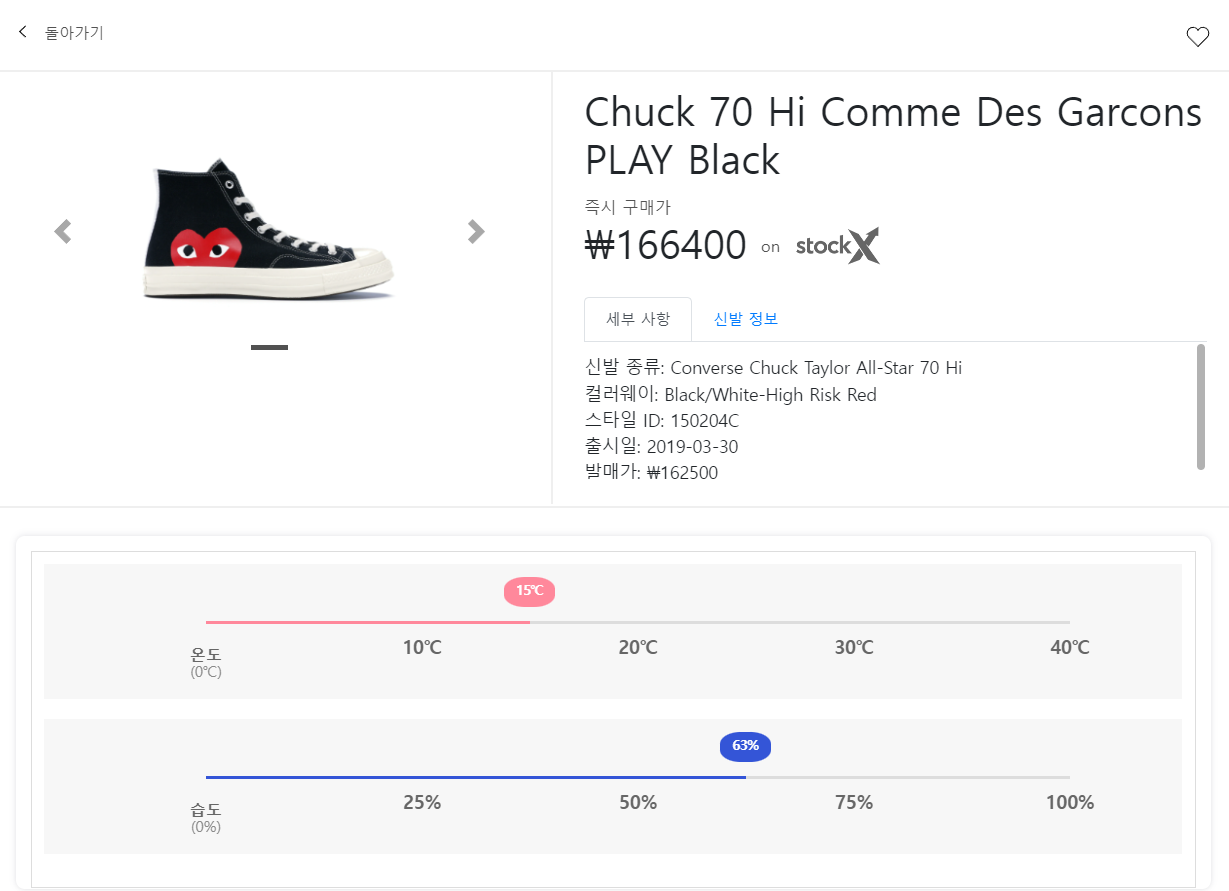 돌아가기
Chuck 70 Hi Comme Des Garcons
PLAY Black
즉시 구매가
₩166400 on stockX
세부 사항 신발 정보
신발 종류: Converse Chuck Taylor All-Star 70 Hi
컬러웨이: Black/White-High Risk Red
스타일 ID: 150204C
출시일: 2019-03-30
발매가: ₩162500
15℃
10℃ 20℃ 30℃ 40℃
온도
(0℃)
63%
25% 50% 75% 100%
습도
(0%)